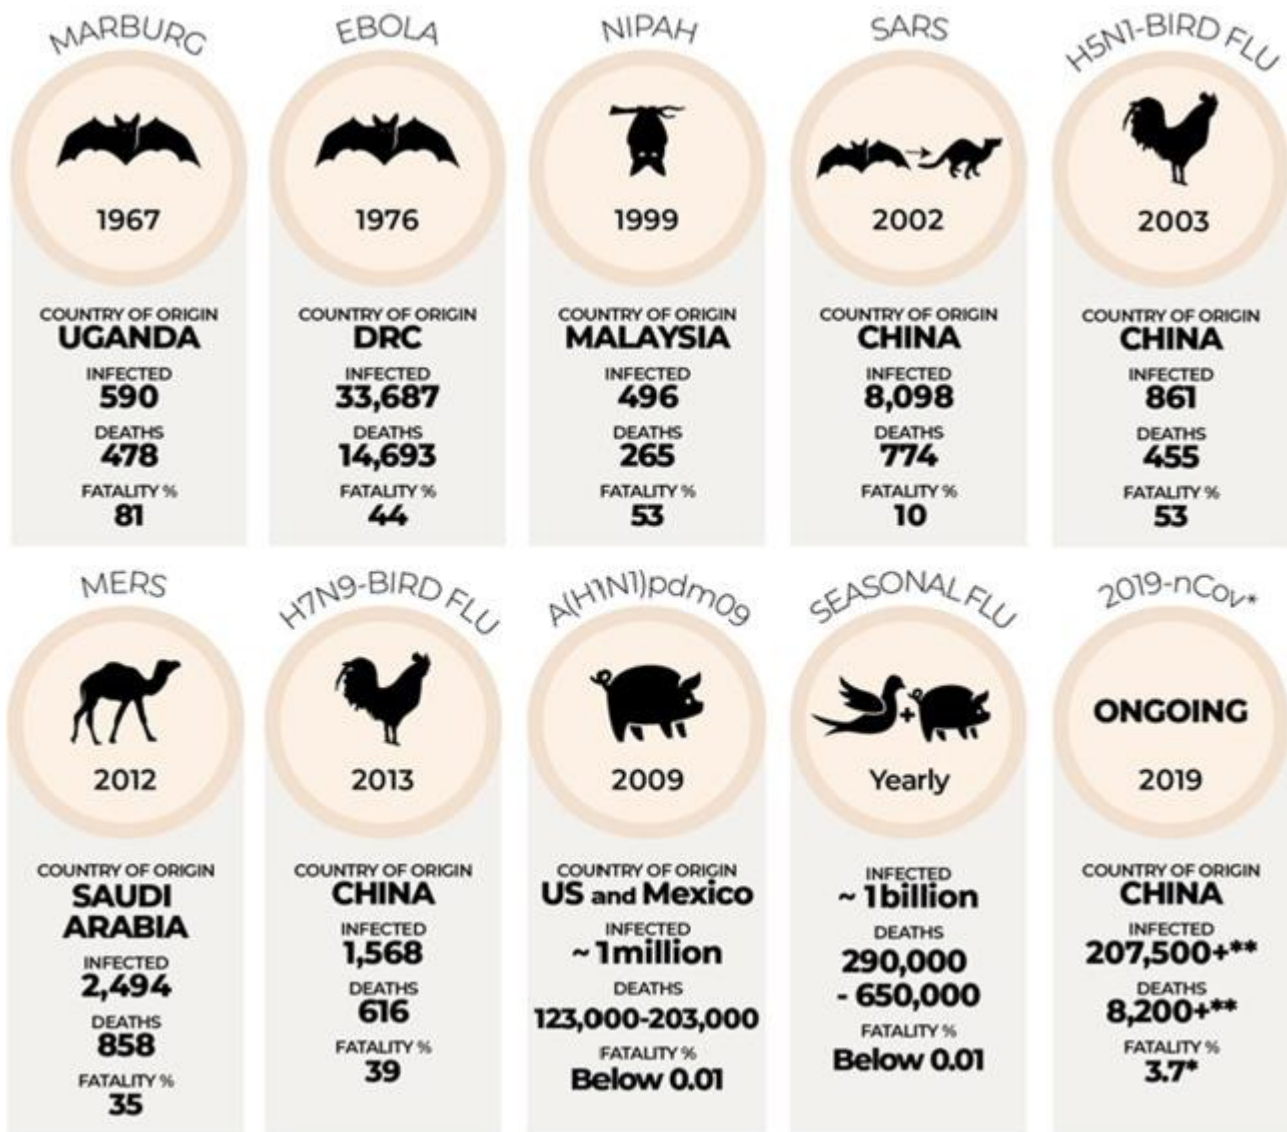 MARBURG
1967
COUNTRY OF ORIGIN
UGANDA
INFECTED
590
DEATHS
478
FATALITY %
81
EBOLA
1976
COUNTRY OF ORIGIN
DRC
INFECTED
33,687
DEATHS
14,693
FATALITY %
44
NIPAH
1999
COUNTRY OF ORIGIN
MALAYSIA
INFECTED
496
DEATHS
265
FATALITY %
53
SARS
2002
COUNTRY OF ORIGIN
CHINA
INFECTED
8,098
DEATHS
774
FATALITY %
10
H5N1-BIRD FLU
2003
COUNTRY OF ORIGIN
CHINA
INFECTED
861
DEATHS
455
FATALITY %
53
MERS
2012
COUNTRY OF ORIGIN
SAUDI
ARABIA
INFECTED
2,494
DEATHS
858
FATALITY %
35
H7N9-BIRD FLU
2013
COUNTRY OF ORIGIN
CHINA
INFECTED
1,568
DEATHS
616
FATALITY %
39
A(H1N1)pdm09
2009
COUNTRY OF ORIGIN
US and Mexico
INFECTED
~ 1million
DEATHS
123,000-203,000
FATALITY %
Below 0.01
SEASONAL FLU
+
Yearly
INFECTED
~ 1billion
DEATHS
290,000
- 650,000
FATALITY %
Below 0.01
2019-nCov*
ONGOING
2019
COUNTRY OF ORIGIN
CHINA
INFECTED
207,500+**
DEATHS
8,200+**
FATALITY %
3.7*